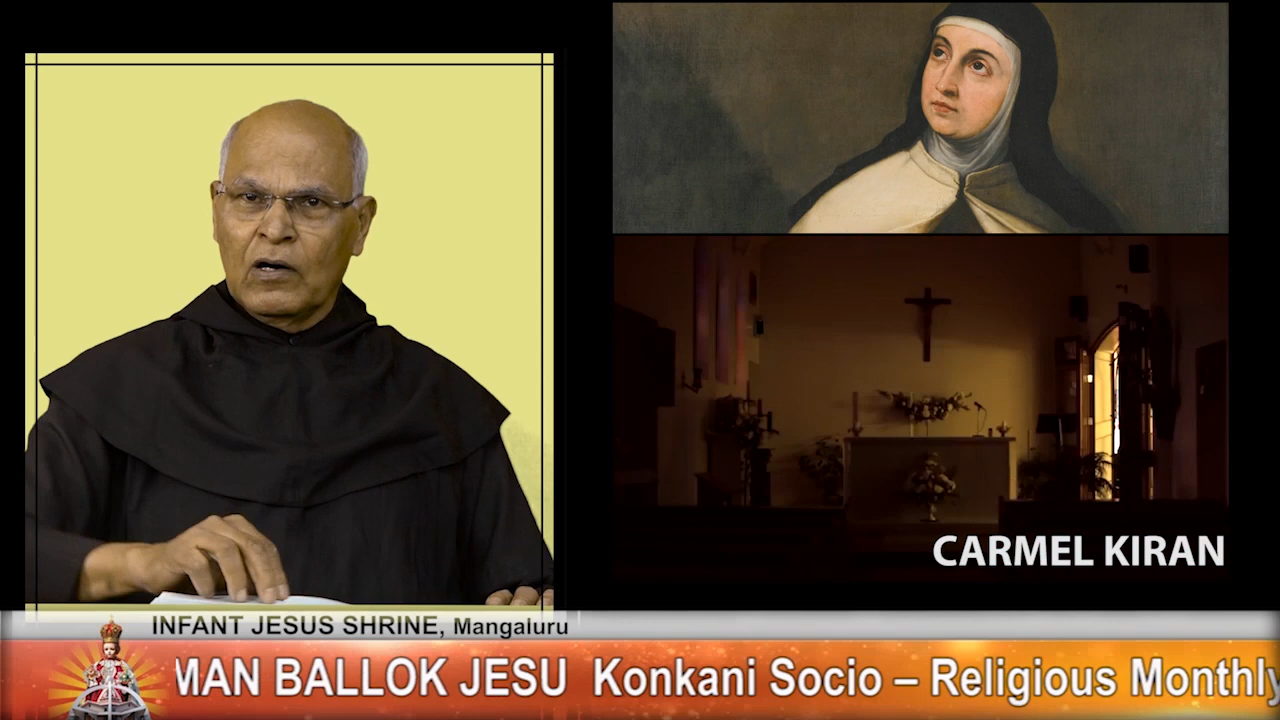 CARMEL KIRAN
INFANT JESUS SHRINE, Mangaluru
MAN BALLOK JESU Konkani Socio – Religious Monthly